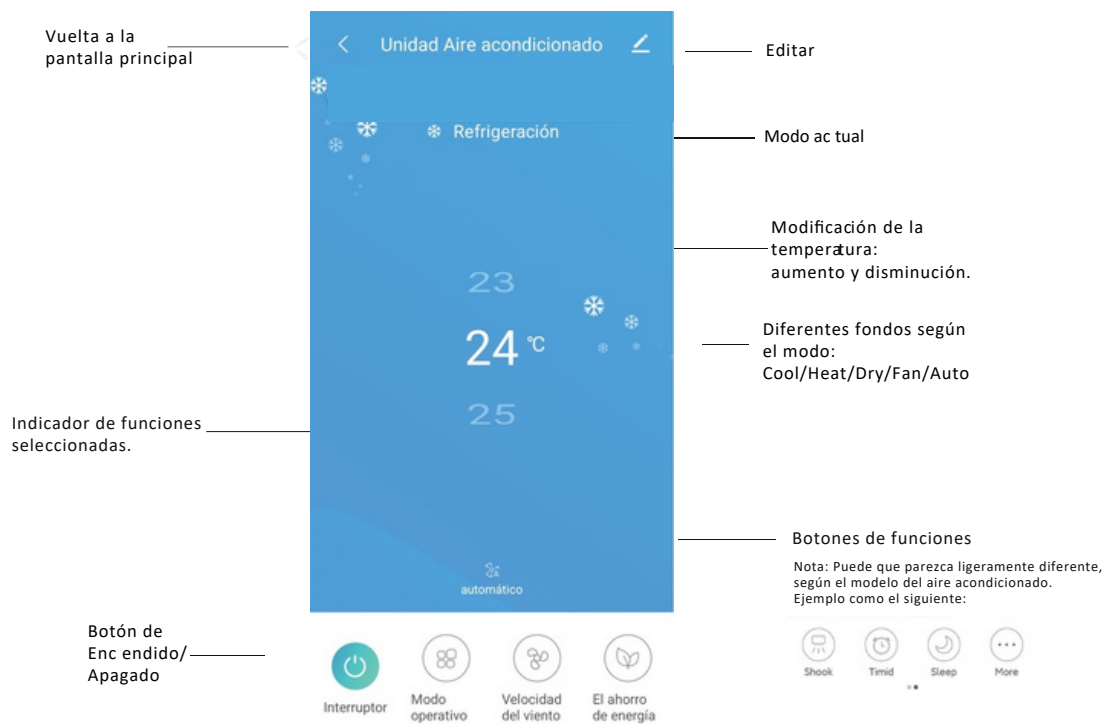 Vuelta a la
pantalla principal
Unidad Aire acondicionado
Editar
Refrigeración
Modo ac tual
Modificación de la
temperatura:
aumento y disminución.
23
24 °C
25
Diferentes fondos según
el modo:
Cool/Heat/Dry/Fan/Auto
Indicador de funciones
seleccionadas.
automático
Botones de funciones
Nota: Puede que parezca ligeramente diferente,
según el modelo del aire acondicionado.
Ejemplo como el siguiente:
Shook
Timid
Sleep
More
Botón de
Enc endido/
Apagado
Interruptor
Modo
operativo
Velocidad
del viento
El ahorro
de energía